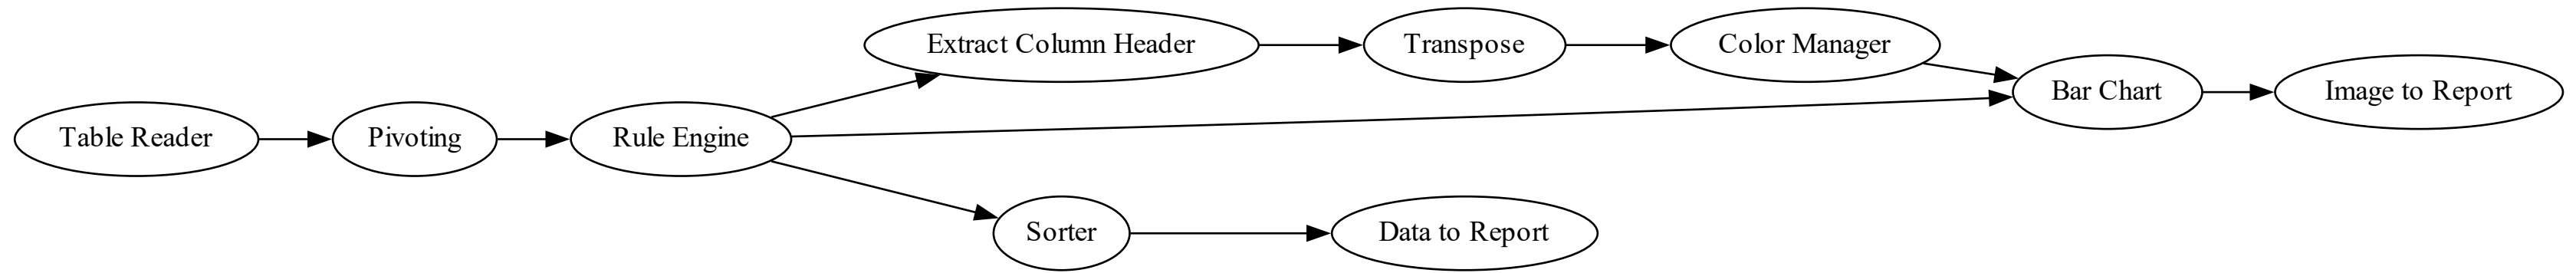 Extract Column Header
Transpose
Color Manager
Bar Chart
Image to Report
Table Reader
Pivoting
Rule Engine
Sorter
Data to Report